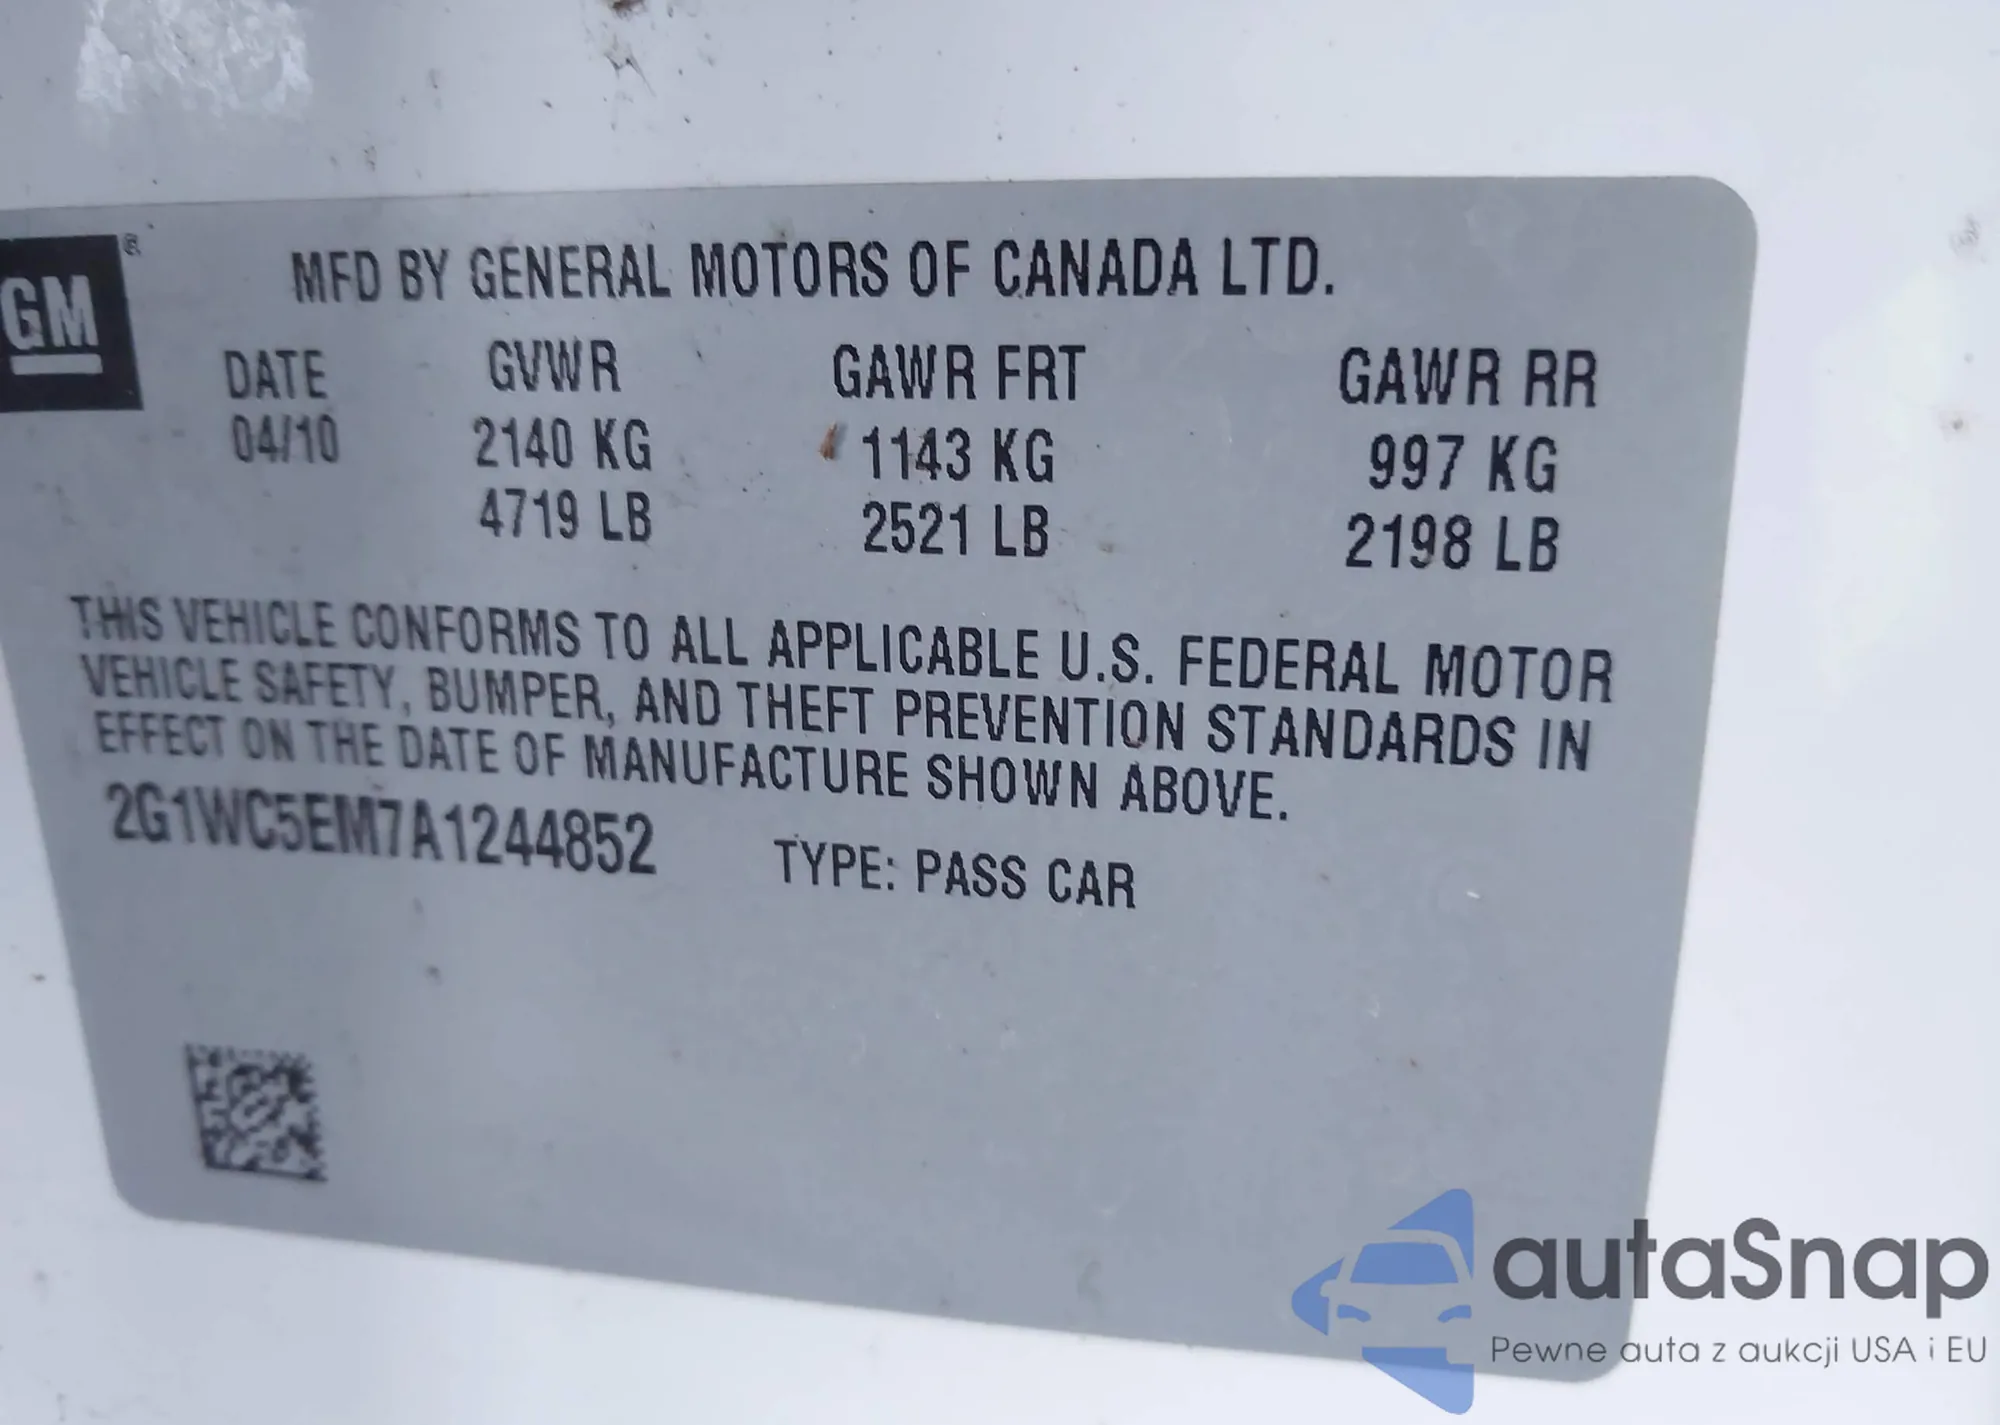 GM®
MFD BY GENERAL MOTORS OF CANADA LTD.
DATE GVWR GAWR FRT GAWR RR
04/10 2140 KG 1143 KG 997 KG
4719 LB 2521 LB 2198 LB
THIS VEHICLE CONFORMS TO ALL APPLICABLE U.S. FEDERAL MOTOR
VEHICLE SAFETY, BUMPER, AND THEFT PREVENTION STANDARDS IN
EFFECT ON THE DATE OF MANUFACTURE SHOWN ABOVE.
2G1WC5EM7A1244852 TYPE: PASS CAR
autaSnap
Pewne auta z aukcji USA i EU